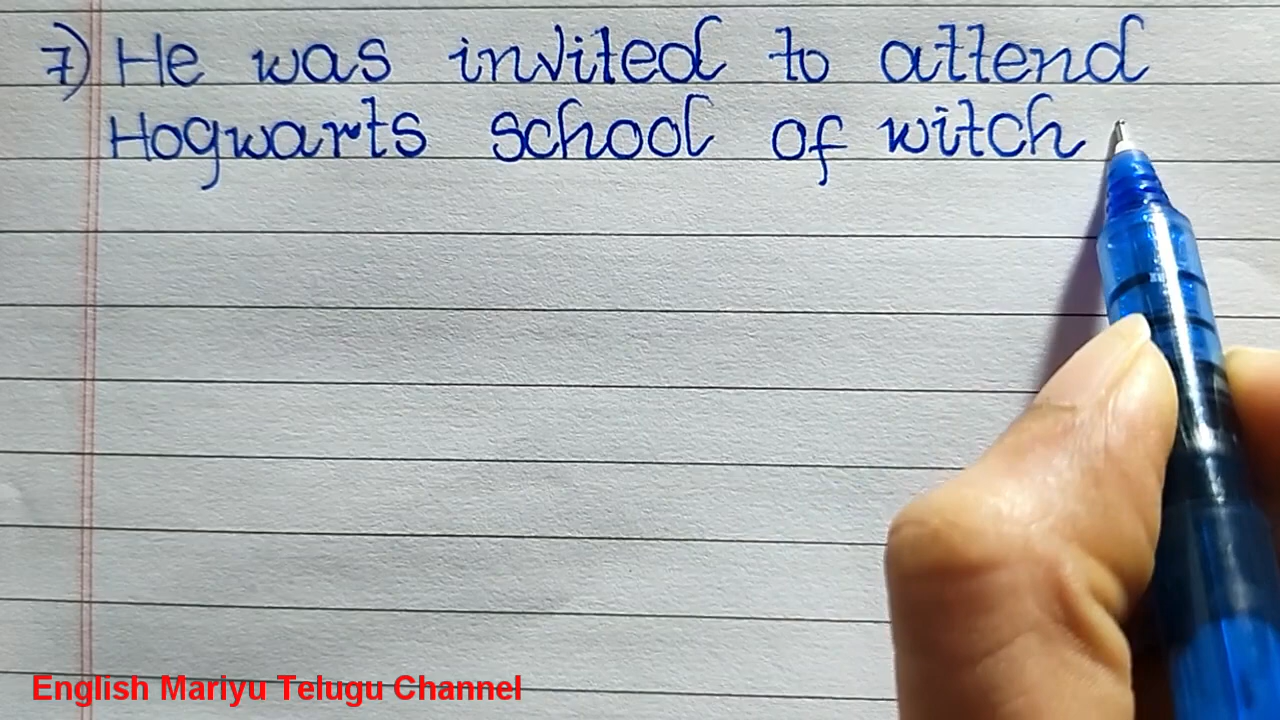 7) He was invited to attend
Hogwarts school of witch
English Mariyu Telugu Channel